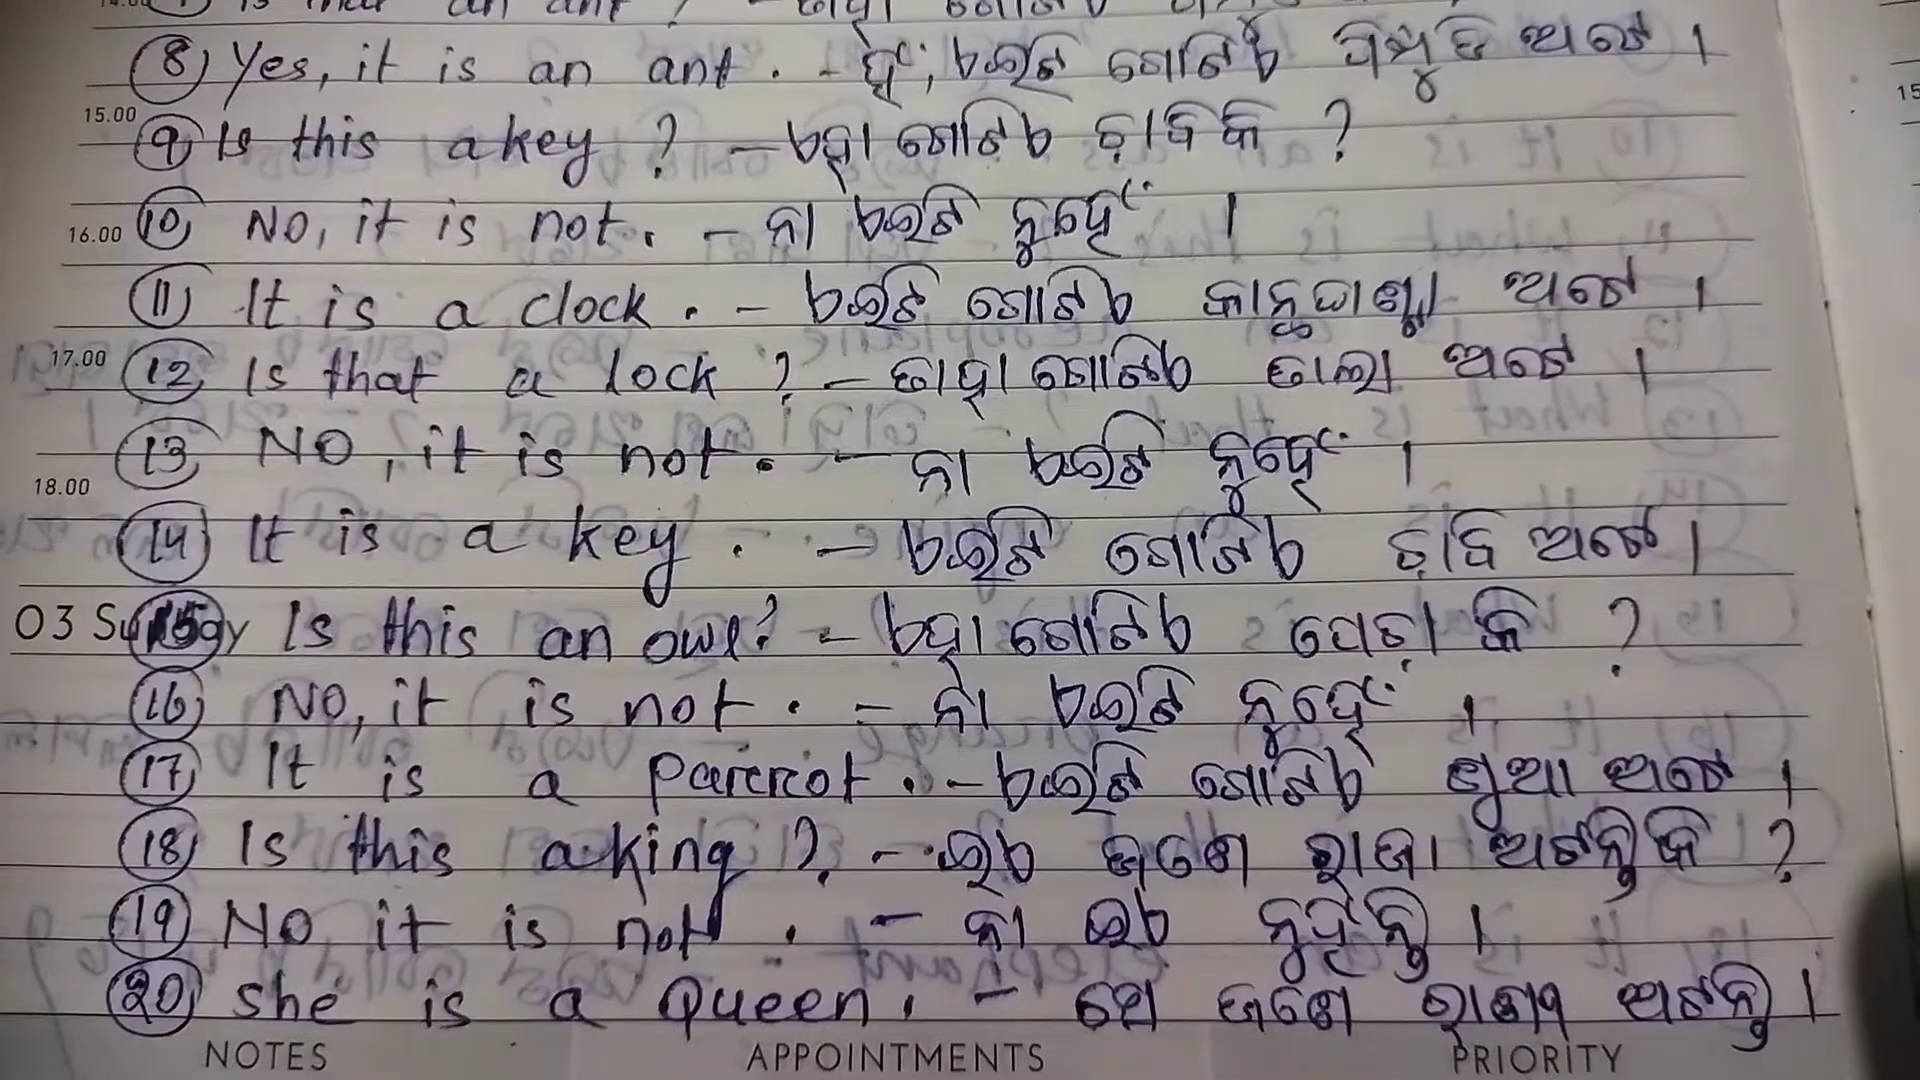 is that an ant ? - ତାହା ଗୋଟିଏ
⑧ Yes, it is an ant. - ହଁ, ଏଇଟି ଗୋଟିଏ ପିମ୍ପୁଡି ଅଟେ ।
15.00
⑨ Is this a key ? - ଏହା ଗୋଟିଏ ଚାବିକି ?
⑩ NO, it is not. - ନା ଏଇଟି ନୁହେଁ ।
16.00
⑪ It is a clock. - ଏଇଟି ଗୋଟିଏ କାନ୍ଥଘଣ୍ଟା ଅଟେ ।
17.00
⑫ Is that a lock ? - ତାହା ଗୋଟିଏ ତାଲା ଅଟେ ।
⑬ NO, it is not. - ନା ଏଇଟି ନୁହେଁ ।
18.00
⑭ It is a key. - ଏଇଟି ଗୋଟିଏ ଚାବି ଅଟେ ।
03 ⑮ Is this an owl? - ଏହା ଗୋଟିଏ ପେଚା କି ?
⑯ NO, it is not. - ନା ଏଇଟି ନୁହେଁ ।
⑰ It is a Parrot. - ଏଇଟି ଗୋଟିଏ ଶୁଆ ଅଟେ ।
⑱ Is this a king ? - ଇଏ ଜଣେ ରାଜା ଅଟନ୍ତିକି ?
⑲ NO it is not. - ନା ଇଏ ନୁହଁନ୍ତି ।
⑳ she is a Queen. - ସେ ଜଣେ ରାଣୀ ଅଟନ୍ତି ।
NOTES APPOINTMENTS PRIORITY